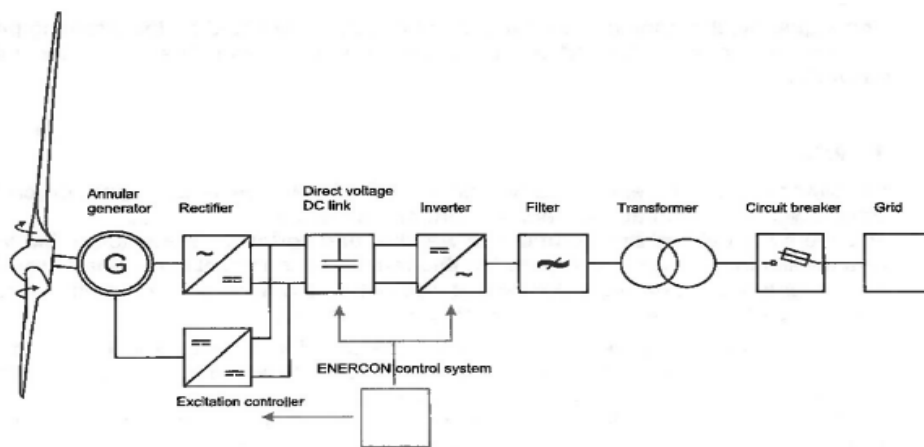 Annular
generator
Rectifier
Direct voltage
DC link
Inverter
Filter
Transformer
Circuit breaker
Grid
G
ENERCON control system
Excitation controller